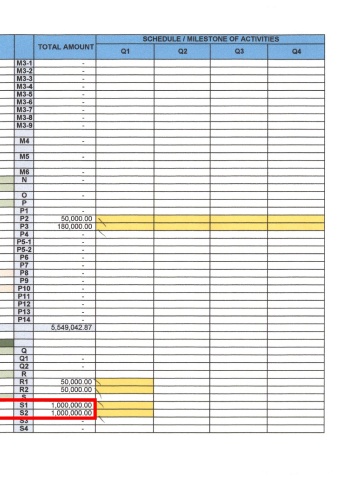 TOTAL AMOUNT
SCHEDULE / MILESTONE OF ACTIVITIES
Q1 Q2 Q3 Q4
M3-1 -
M3-2 -
M3-3 -
M3-4 -
M3-5 -
M3-6 -
M3-7 -
M3-8 -
M3-9 -
M4 -
M5 -
M6 -
N -
O -
P
P1 -
P2 50,000.00
P3 180,000.00
P4 -
P5-1 -
P5-2 -
P6 -
P7 -
P8 -
P9 -
P10 -
P11 -
P12 -
P13 -
P14 -
5,549,042.87
Q
Q1 -
Q2 -
R
R1 50,000.00
R2 50,000.00
S
S1 1,000,000.00
S2 1,000,000.00
S3 -
S4 -